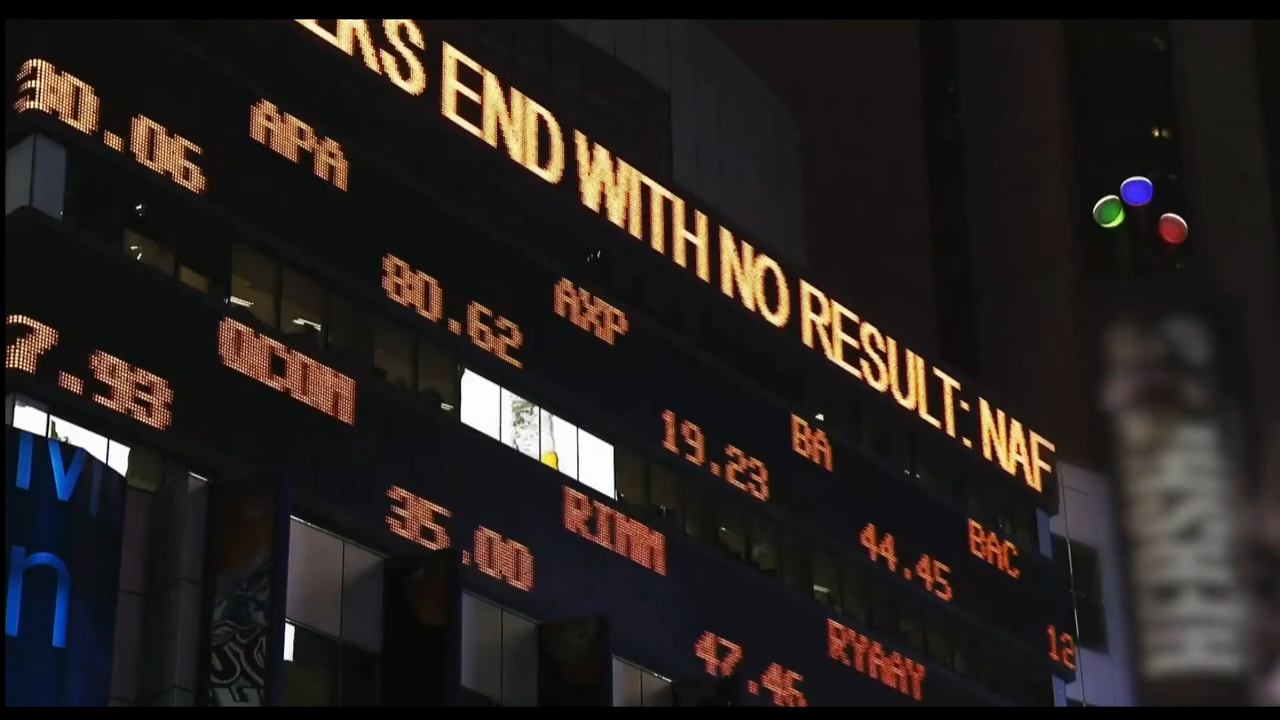 KS END WITH NO RESULT: NAF
30.06 APA 80.62 AXP 19.23 BA 44.45 BAC 12
7.93 QCOM 35.00 RIMM 47.46 RYAAY